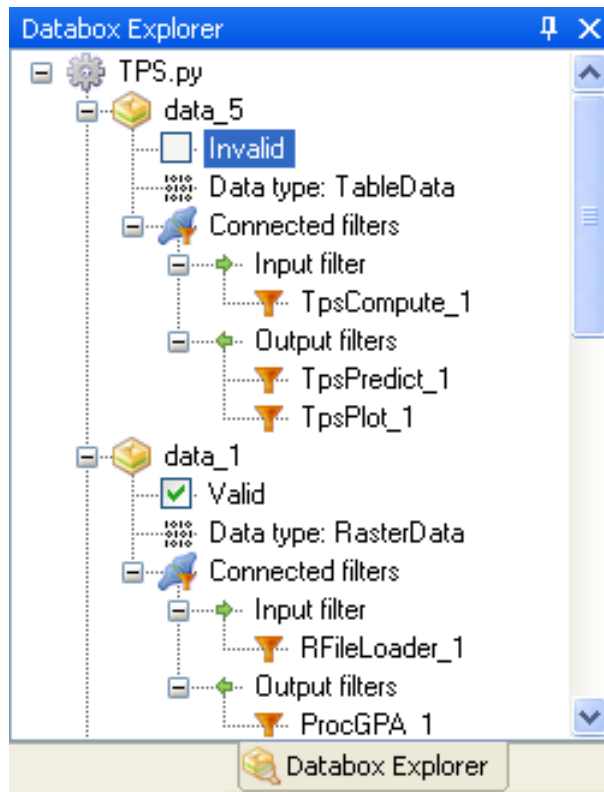 Databox Explorer
TPS.py
data_5
Invalid
Data type: TableData
Connected filters
Input filter
TpsCompute_1
Output filters
TpsPredict_1
TpsPlot_1
data_1
Valid
Data type: RasterData
Connected filters
Input filter
RFileLoader_1
Output filters
ProcGPA_1
Databox Explorer